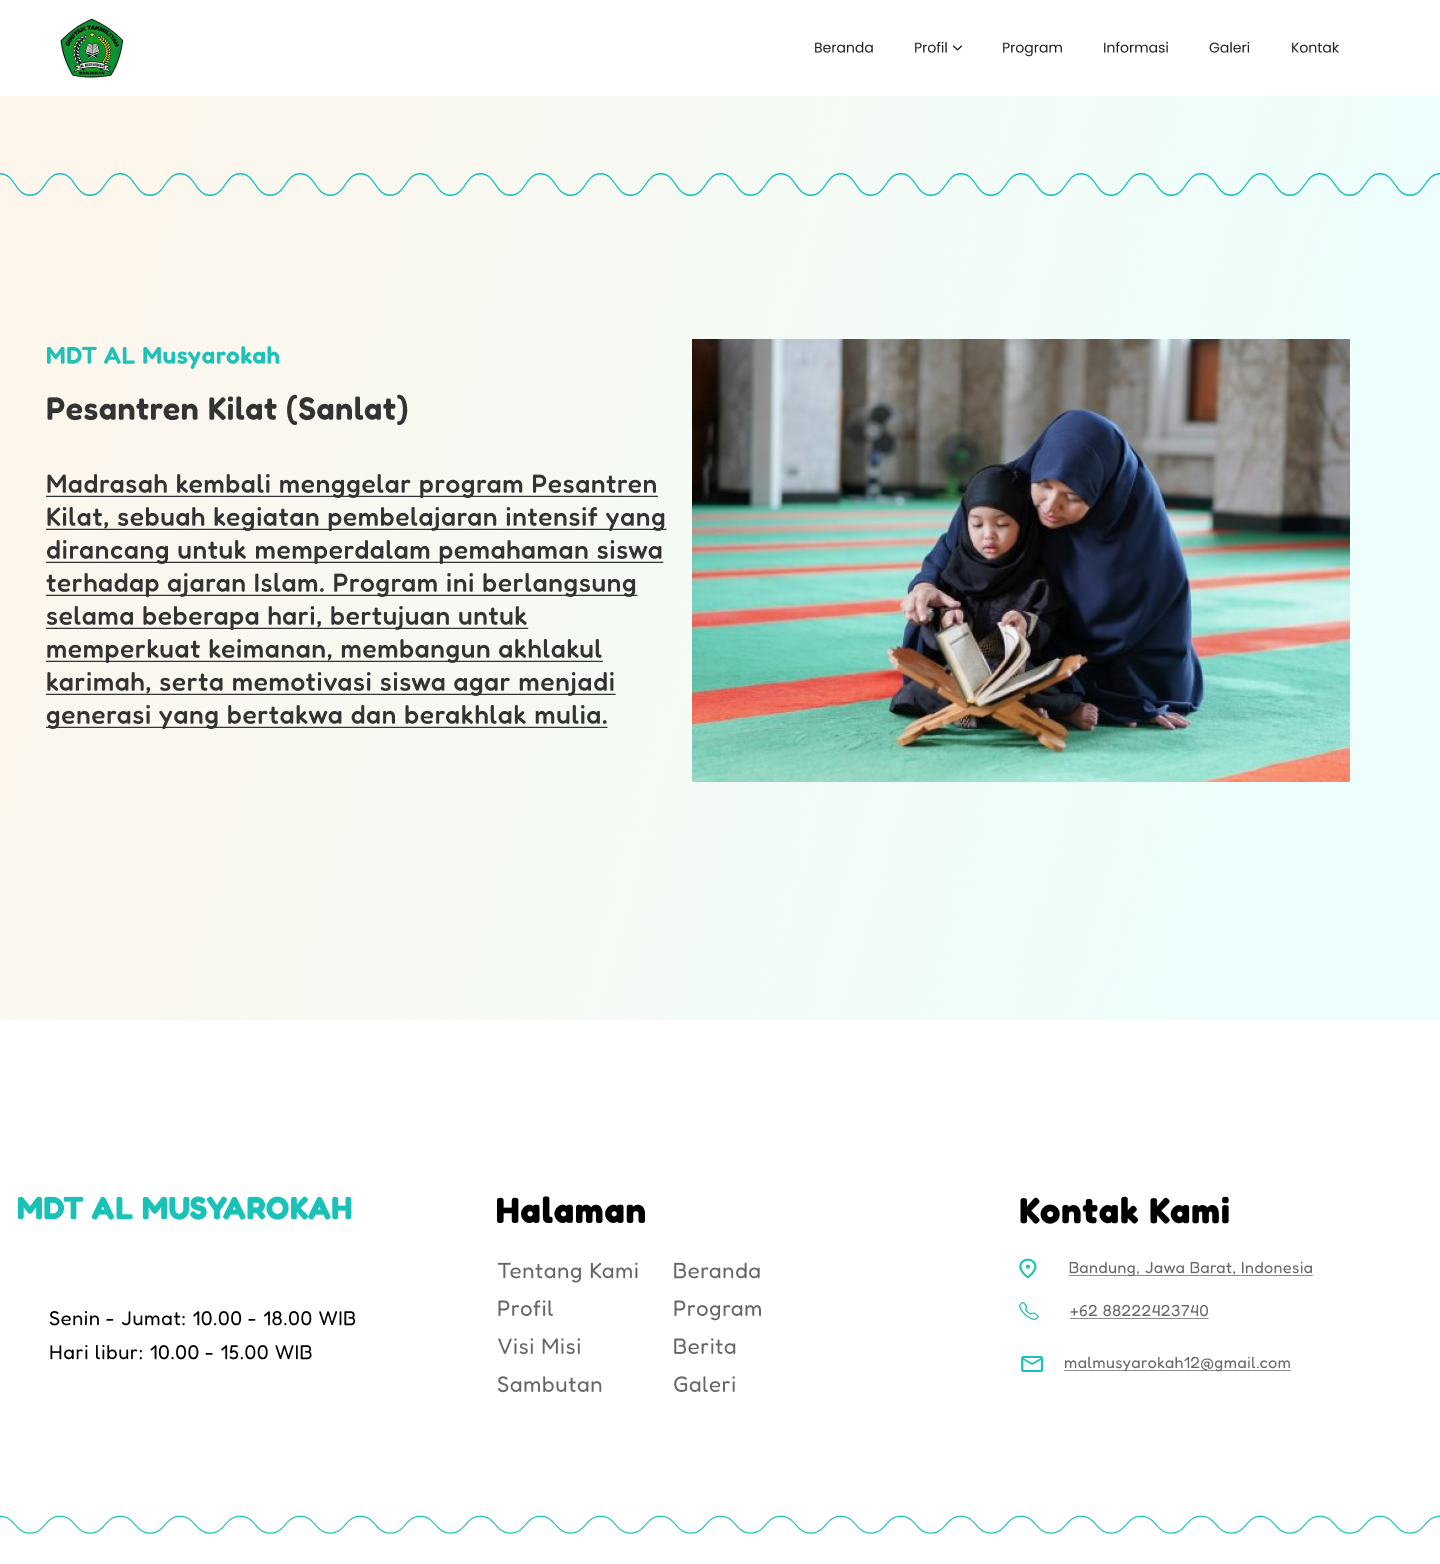 DINIYAH TAKMILIYAH
BANJARAN
Beranda Profil Program Informasi Galeri Kontak
MDT AL Musyarokah
Pesantren Kilat (Sanlat)
Madrasah kembali menggelar program Pesantren
Kilat, sebuah kegiatan pembelajaran intensif yang
dirancang untuk memperdalam pemahaman siswa
terhadap ajaran Islam. Program ini berlangsung
selama beberapa hari, bertujuan untuk
memperkuat keimanan, membangun akhlakul
karimah, serta memotivasi siswa agar menjadi
generasi yang bertakwa dan berakhlak mulia.
MDT AL MUSYAROKAH
Senin - Jumat: 10.00 - 18.00 WIB
Hari libur: 10.00 - 15.00 WIB
Halaman
Tentang Kami Beranda
Profil Program
Visi Misi Berita
Sambutan Galeri
Kontak Kami
Bandung, Jawa Barat, Indonesia
+62 88222423740
malmusyarokah12@gmail.com